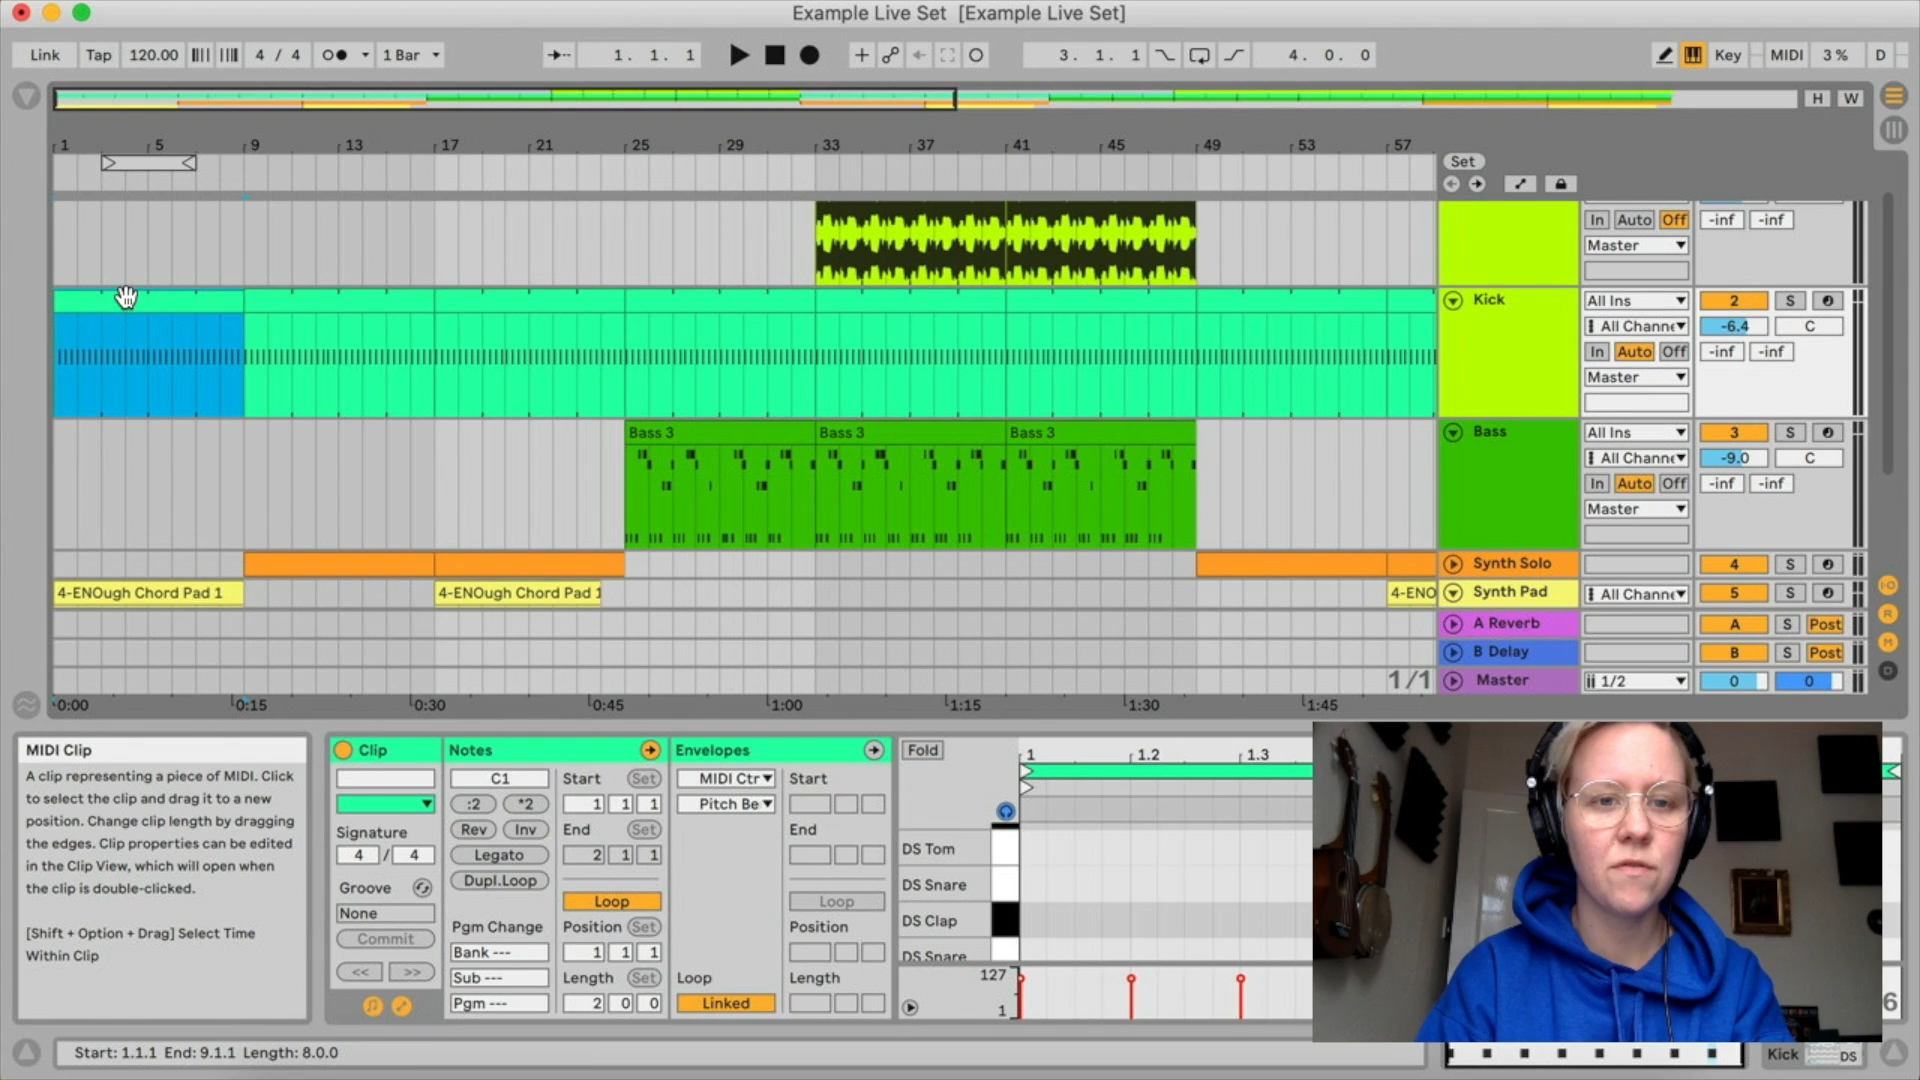 Example Live Set  [Example Live Set]
Link Tap 120.00 4 / 4 1 Bar 1. 1. 1 3. 1. 1 4. 0. 0 Key MIDI 3 % D
H W
1 5 9 13 17 21 25 29 33 37 41 45 49 53 57
Set
In Auto Off -inf -inf
Master
Kick All Ins 2 S
All Channe -6.4 C
In Auto Off -inf -inf
Master
Bass 3 Bass 3 Bass 3 Bass All Ins 3 S
All Channe -9.0 C
In Auto Off -inf -inf
Master
Synth Solo 4 S
4-ENOugh Chord Pad 1 4-ENOugh Chord Pad 1 4-ENO Synth Pad All Channe 5 S
A Reverb A S Post
B Delay B S Post
1/1 Master 1/2 0 0
0:00 0:15 0:30 0:45 1:00 1:15 1:30 1:45
I·O
R
M
D
MIDI Clip
A clip representing a piece of MIDI. Click
to select the clip and drag it to a new
position. Change clip length by dragging
the edges. Clip properties can be edited
in the Clip View, which will open when
the clip is double-clicked.
[Shift + Option + Drag] Select Time
Within Clip
Clip
Signature
4 / 4
Groove
None
Commit
<< >>
Notes
C1
:2 *2
Rev Inv
Legato
Dupl.Loop
Pgm Change
Bank ---
Sub ---
Pgm ---
Start Set
1 1 1
End Set
2 1 1
Loop
Position Set
1 1 1
Length Set
2 0 0
Envelopes
MIDI Ctr
Pitch Be
Loop
Linked
Start
End
Loop
Position
Length
Fold
1 1.2 1.3
DS Tom
DS Snare
DS Clap
DS Snare
127
1
6
Start: 1.1.1 End: 9.1.1 Length: 8.0.0
Kick DS